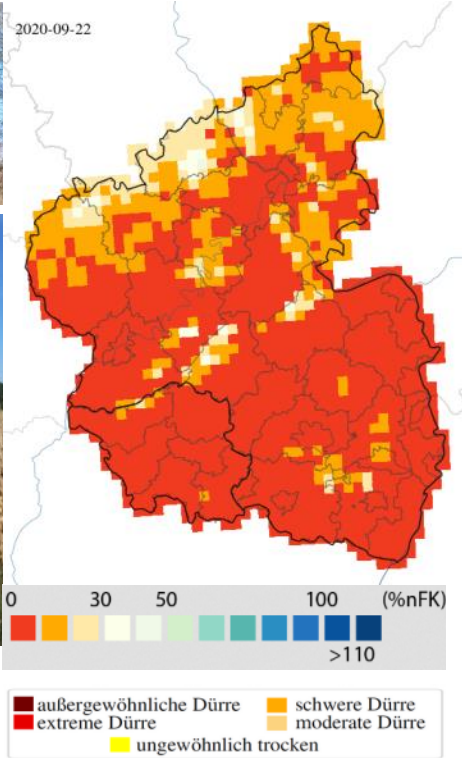 2020-09-22
0 30 50 100 (%nFK)
>110
außergewöhnliche Dürre schwere Dürre
extreme Dürre moderate Dürre
ungewöhnlich trocken